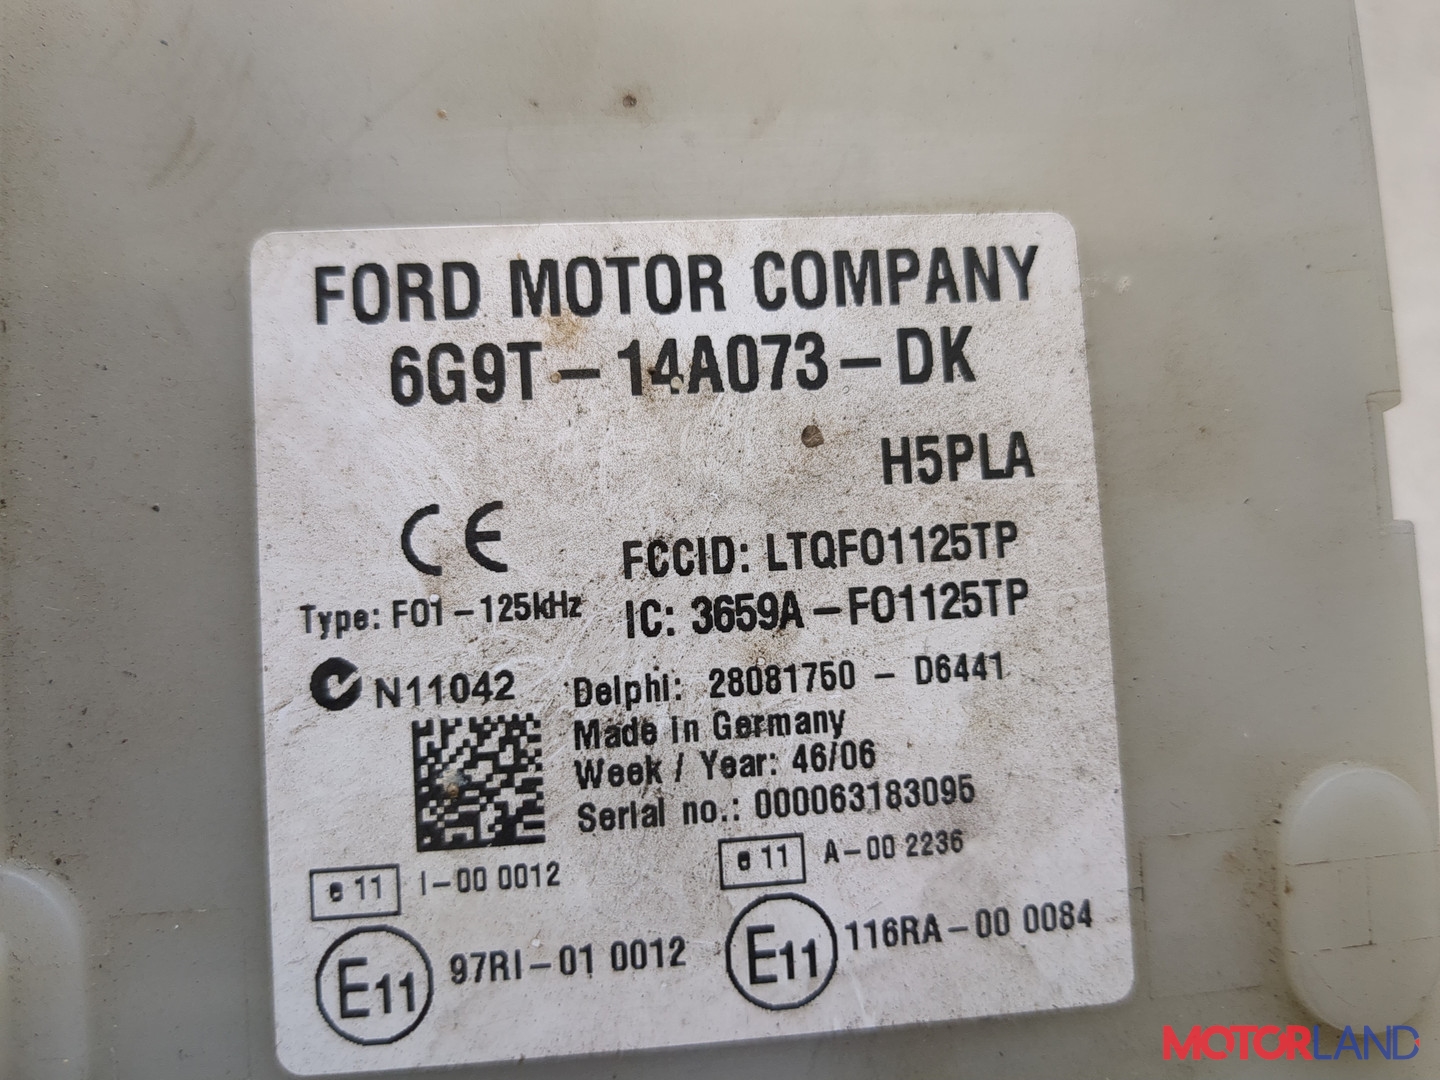 FORD MOTOR COMPANY
6G9T-14A073-DK
H5PLA
CE
FCCID: LTQFO1125TP
Type: FO1-125kHz
IC: 3659A-FO1125TP
N11042
Delphi: 28081750 - D6441
Made in Germany
Week / Year: 46/06
Serial no.: 000063183095
e 11 I-00 0012
e 11 A-00 2236
E11 97RI-01 0012
E11 116RA-00 0084
MOTORLAND